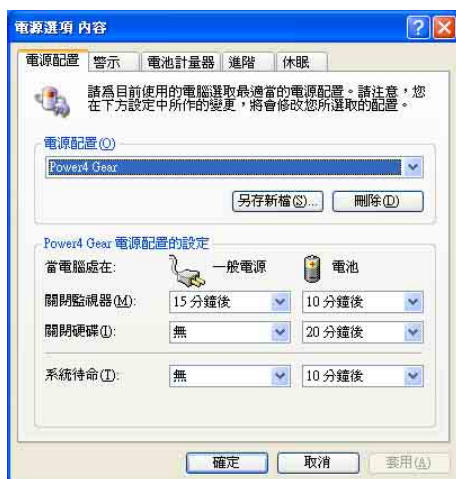 電源選項 內容
電源配置 警示 電池計量器 進階 休眠
請為目前使用的電腦選取最適當的電源配置。請注意，您
在下方設定中所作的變更，將會修改您所選取的配置。
電源配置(O)
Power4 Gear
另存新檔(S)... 刪除(D)
Power4 Gear 電源配置的設定
當電腦處在: 一般電源 電池
關閉監視器(M): 15 分鐘後 10 分鐘後
關閉硬碟(I): 無 20 分鐘後
系統待命(T): 無 10 分鐘後
確定 取消 套用(A)